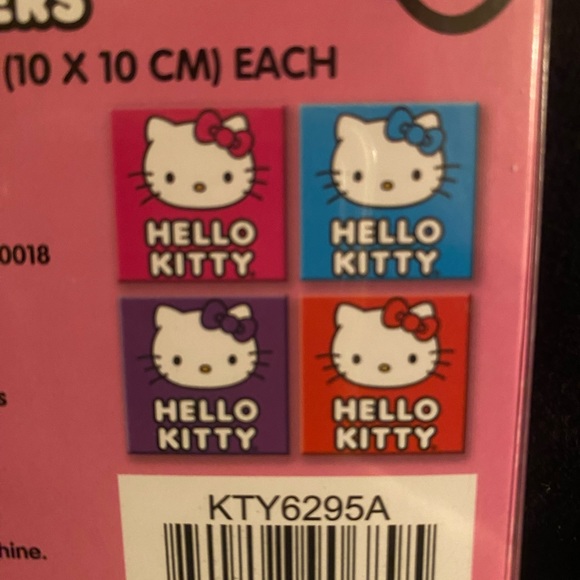 ERS
(10 X 10 CM) EACH
HELLO
KITTY
HELLO
KITTY
0018
HELLO
KITTY
HELLO
KITTY
s
KTY6295A
hine.